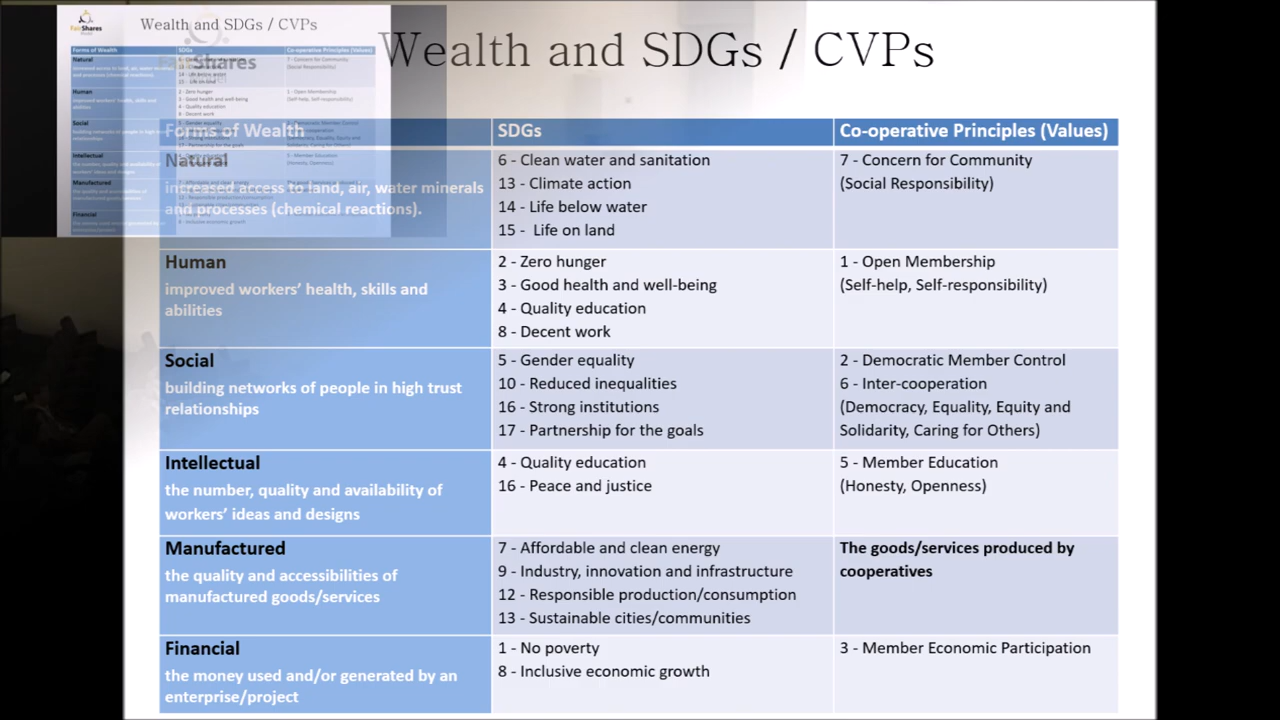 Wealth and SDGs / CVPs
FairShares
Wealth and SDGs / CVPs
Forms of Wealth
SDGs
Co-operative Principles (Values)
Natural
increased access to land, air, water minerals
and processes (chemical reactions).
6 - Clean water and sanitation
13 - Climate action
14 - Life below water
15 - Life on land
7 - Concern for Community
(Social Responsibility)
Human
improved workers’ health, skills and
abilities
2 - Zero hunger
3 - Good health and well-being
4 - Quality education
8 - Decent work
1 - Open Membership
(Self-help, Self-responsibility)
Social
building networks of people in high trust
relationships
5 - Gender equality
10 - Reduced inequalities
16 - Strong institutions
17 - Partnership for the goals
2 - Democratic Member Control
6 - Inter-cooperation
(Democracy, Equality, Equity and
Solidarity, Caring for Others)
Intellectual
the number, quality and availability of
workers’ ideas and designs
4 - Quality education
16 - Peace and justice
5 - Member Education
(Honesty, Openness)
Manufactured
the quality and accessibilities of
manufactured goods/services
7 - Affordable and clean energy
9 - Industry, innovation and infrastructure
12 - Responsible production/consumption
13 - Sustainable cities/communities
The goods/services produced by
cooperatives
Financial
the money used and/or generated by an
enterprise/project
1 - No poverty
8 - Inclusive economic growth
3 - Member Economic Participation